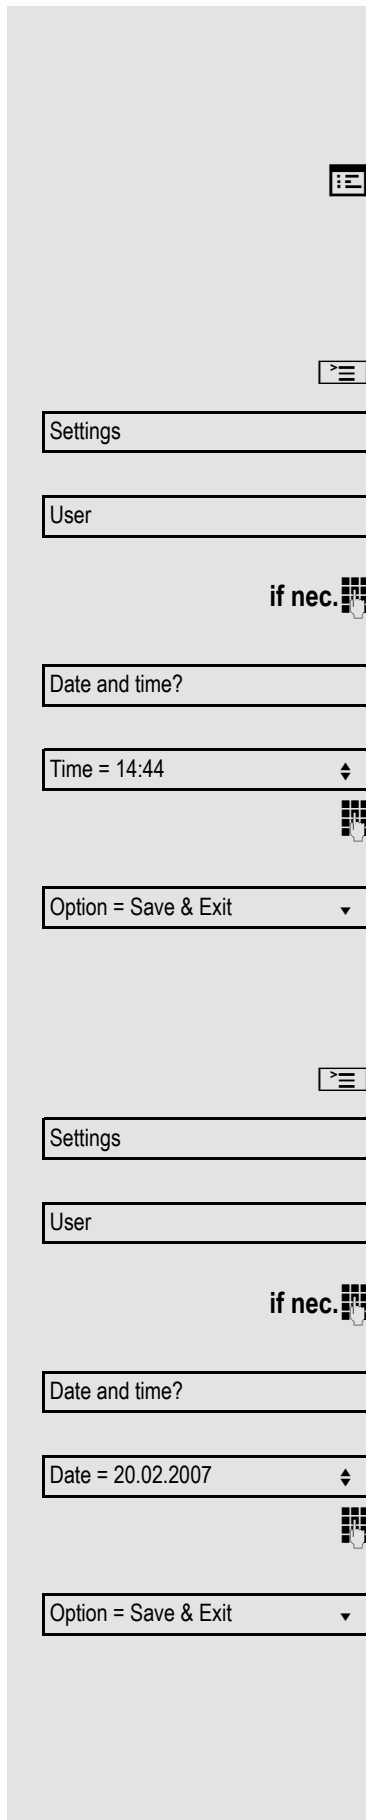 Settings
User
if nec.
Date and time?
Time = 14:44
Option = Save & Exit
Settings
User
if nec.
Date and time?
Date = 20.02.2007
Option = Save & Exit